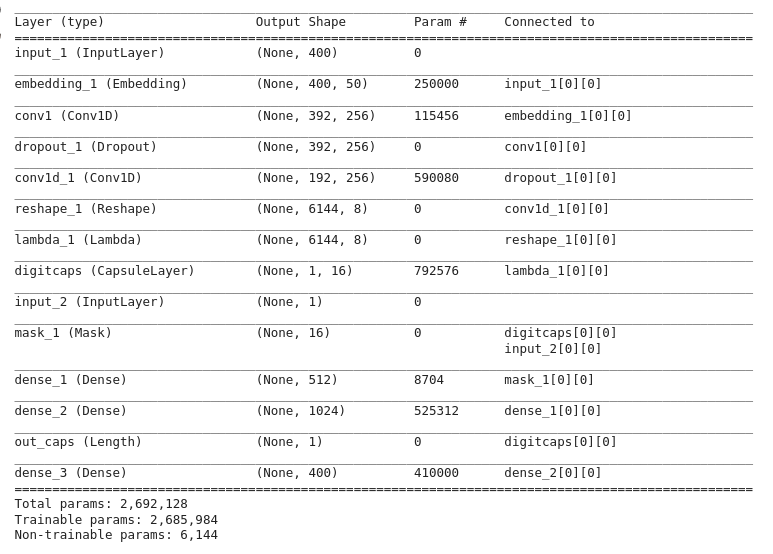 Layer (type) Output Shape Param # Connected to
input_1 (InputLayer) (None, 400) 0
embedding_1 (Embedding) (None, 400, 50) 250000 input_1[0][0]
conv1 (Conv1D) (None, 392, 256) 115456 embedding_1[0][0]
dropout_1 (Dropout) (None, 392, 256) 0 conv1[0][0]
conv1d_1 (Conv1D) (None, 192, 256) 590080 dropout_1[0][0]
reshape_1 (Reshape) (None, 6144, 8) 0 conv1d_1[0][0]
lambda_1 (Lambda) (None, 6144, 8) 0 reshape_1[0][0]
digitcaps (CapsuleLayer) (None, 1, 16) 792576 lambda_1[0][0]
input_2 (InputLayer) (None, 1) 0
mask_1 (Mask) (None, 16) 0 digitcaps[0][0]
input_2[0][0]
dense_1 (Dense) (None, 512) 8704 mask_1[0][0]
dense_2 (Dense) (None, 1024) 525312 dense_1[0][0]
out_caps (Length) (None, 1) 0 digitcaps[0][0]
dense_3 (Dense) (None, 400) 410000 dense_2[0][0]
Total params: 2,692,128
Trainable params: 2,685,984
Non-trainable params: 6,144